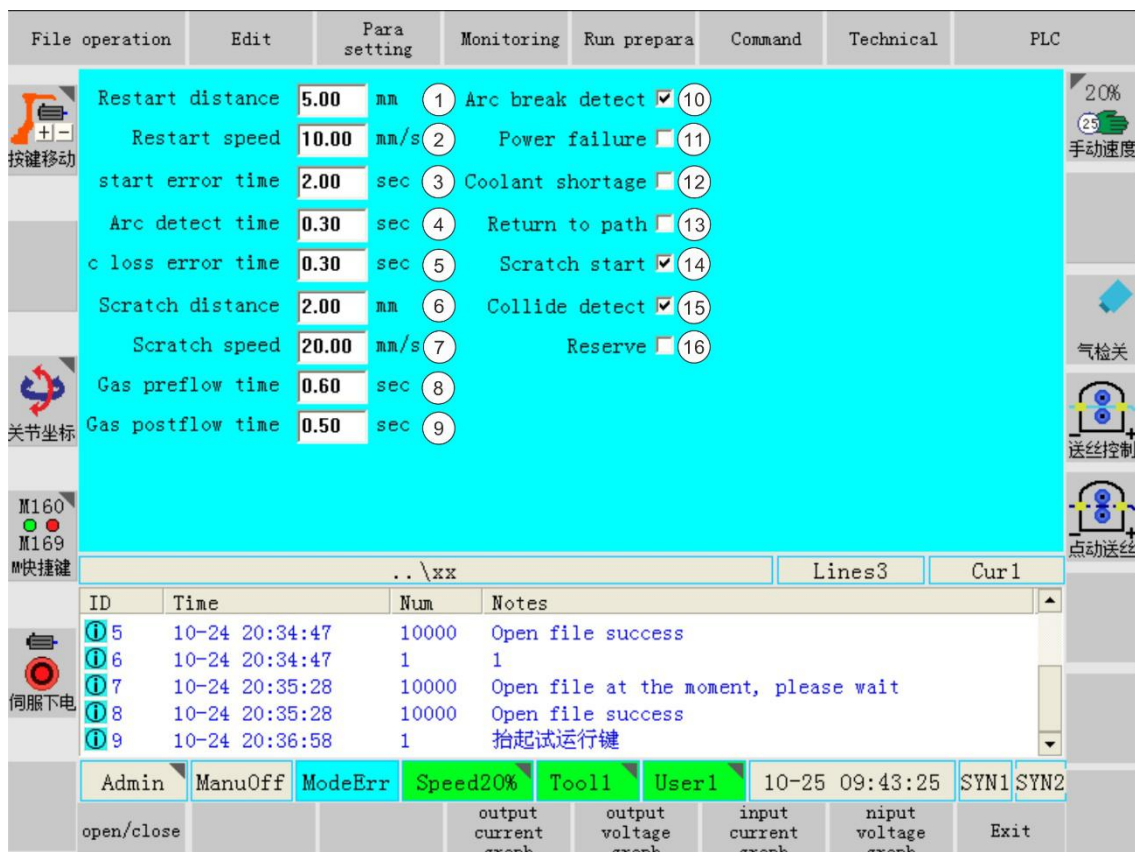 File operation
Edit
Para
setting
Monitoring
Run prepara
Command
Technical
PLC
按键移动
Restart distance 5.00 mm 1 Arc break detect 10
Restart speed 10.00 mm/s 2 Power failure 11
start error time 2.00 sec 3 Coolant shortage 12
Arc detect time 0.30 sec 4 Return to path 13
c loss error time 0.30 sec 5 Scratch start 14
Scratch distance 2.00 mm 6 Collide detect 15
Scratch speed 20.00 mm/s 7 Reserve 16
Gas preflow time 0.60 sec 8
Gas postflow time 0.50 sec 9
20%
25
手动速度
气检关
关节坐标
送丝控制
M160
M169
M快捷键
点动送丝
伺服下电
..\xx Lines3 Cur1
ID Time Num Notes
5 10-24 20:34:47 10000 Open file success
6 10-24 20:34:47 1 1
7 10-24 20:35:28 10000 Open file at the moment, please wait
8 10-24 20:35:28 10000 Open file success
9 10-24 20:36:58 1 抬起试运行键
Admin ManuOff ModeErr Speed20% Tool1 User1 10-25 09:43:25 SYN1 SYN2
open/close
output
current
graph
output
voltage
graph
input
current
graph
niput
voltage
graph
Exit